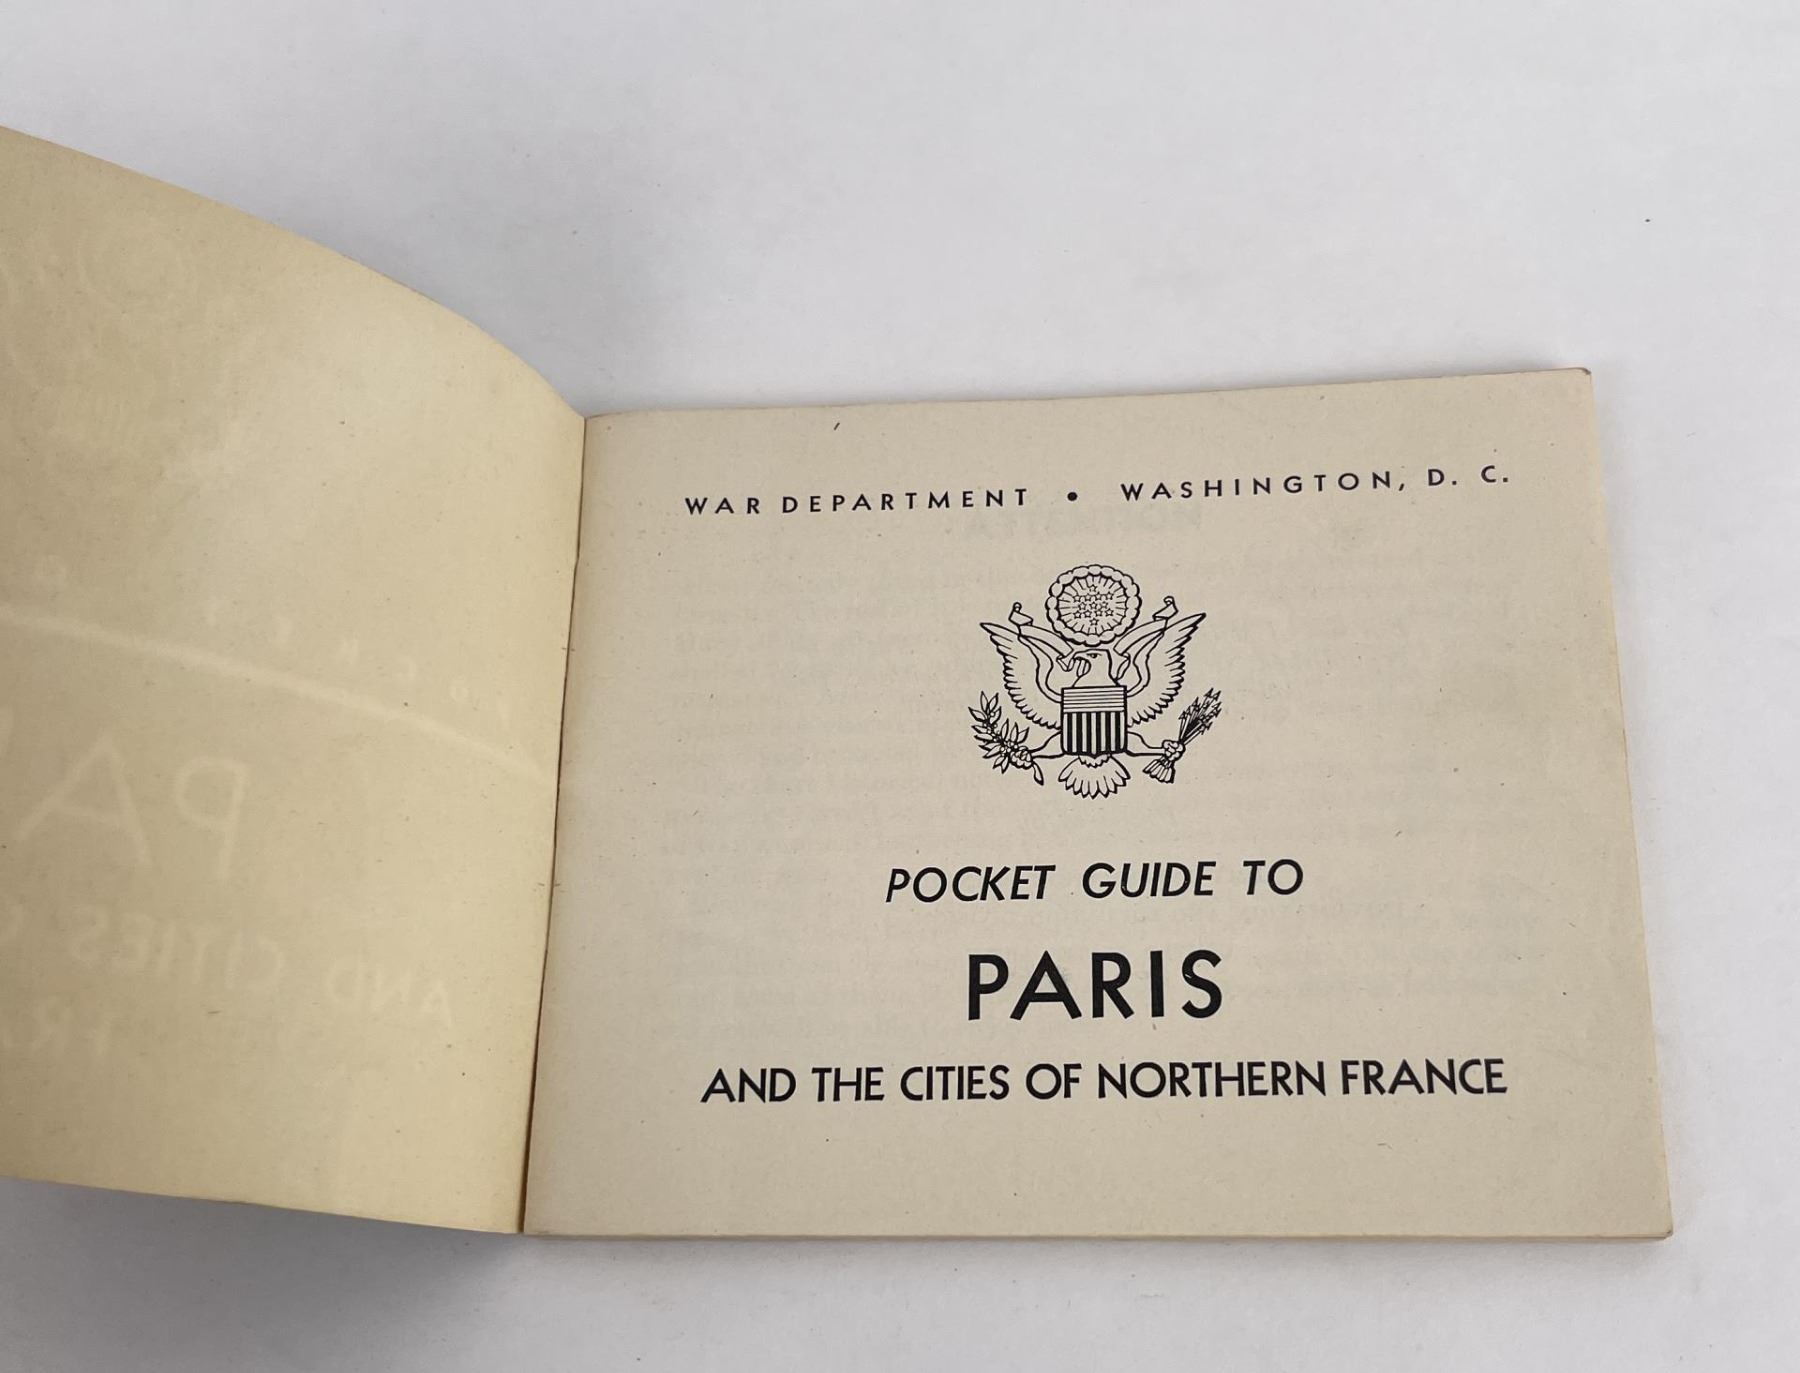 WAR DEPARTMENT • WASHINGTON, D. C.
POCKET GUIDE TO
PARIS
AND THE CITIES OF NORTHERN FRANCE